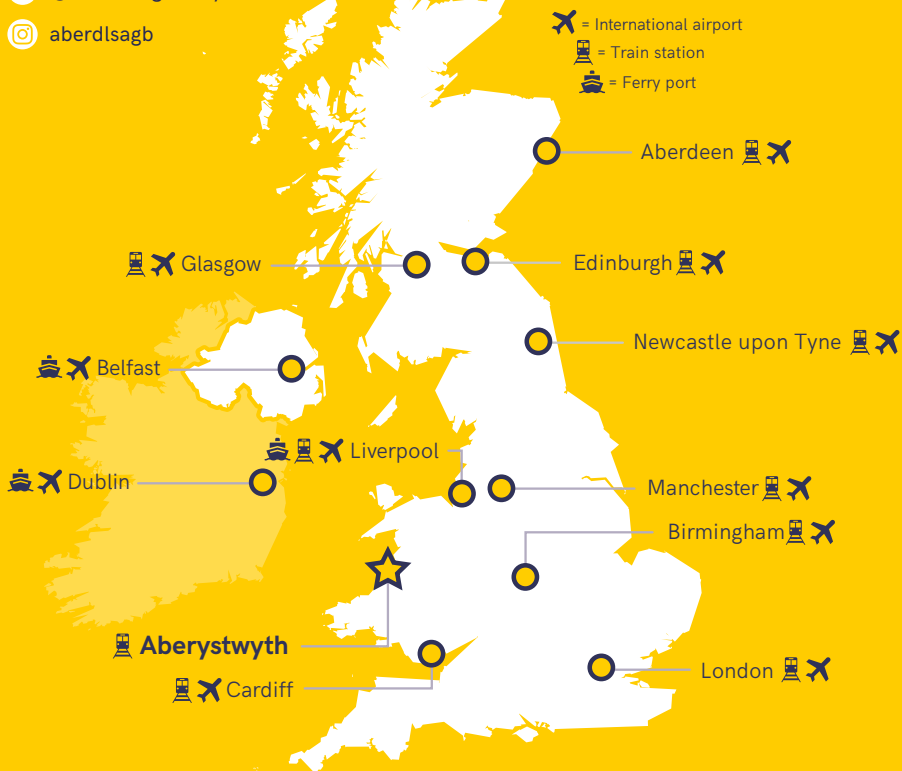 aberdlsagb
= International airport
= Train station
= Ferry port
Aberdeen
Glasgow
Edinburgh
Newcastle upon Tyne
Belfast
Liverpool
Dublin
Manchester
Birmingham
Aberystwyth
London
Cardiff